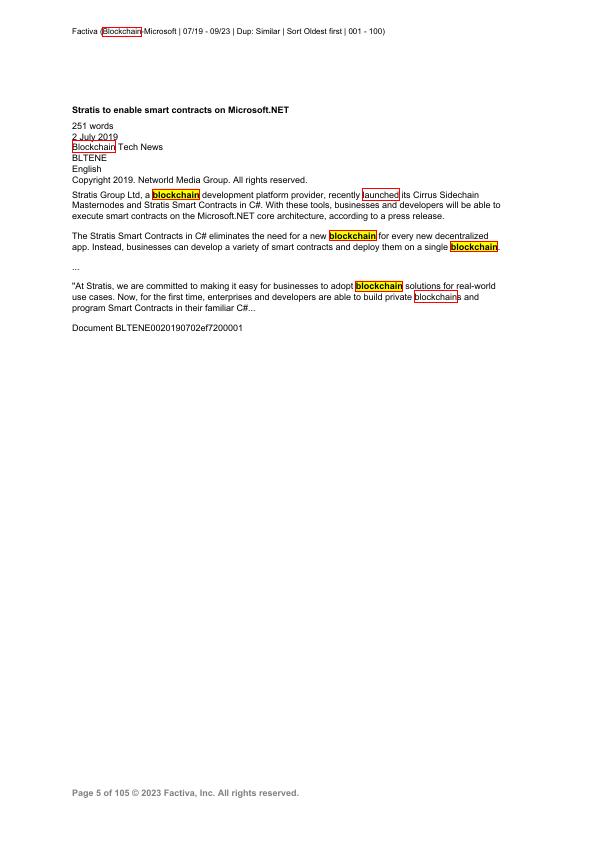 Factiva (Blockchain-Microsoft | 07/19 - 09/23 | Dup: Similar | Sort Oldest first | 001 - 100)
Stratis to enable smart contracts on Microsoft.NET
251 words
2 July 2019
Blockchain Tech News
BLTENE
English
Copyright 2019. Networld Media Group. All rights reserved.
Stratis Group Ltd, a blockchain development platform provider, recently launched its Cirrus Sidechain
Masternodes and Stratis Smart Contracts in C#. With these tools, businesses and developers will be able to
execute smart contracts on the Microsoft.NET core architecture, according to a press release.
The Stratis Smart Contracts in C# eliminates the need for a new blockchain for every new decentralized
app. Instead, businesses can develop a variety of smart contracts and deploy them on a single blockchain.
...
"At Stratis, we are committed to making it easy for businesses to adopt blockchain solutions for real-world
use cases. Now, for the first time, enterprises and developers are able to build private blockchains and
program Smart Contracts in their familiar C#...
Document BLTENE0020190702ef7200001
Page 5 of 105 © 2023 Factiva, Inc. All rights reserved.